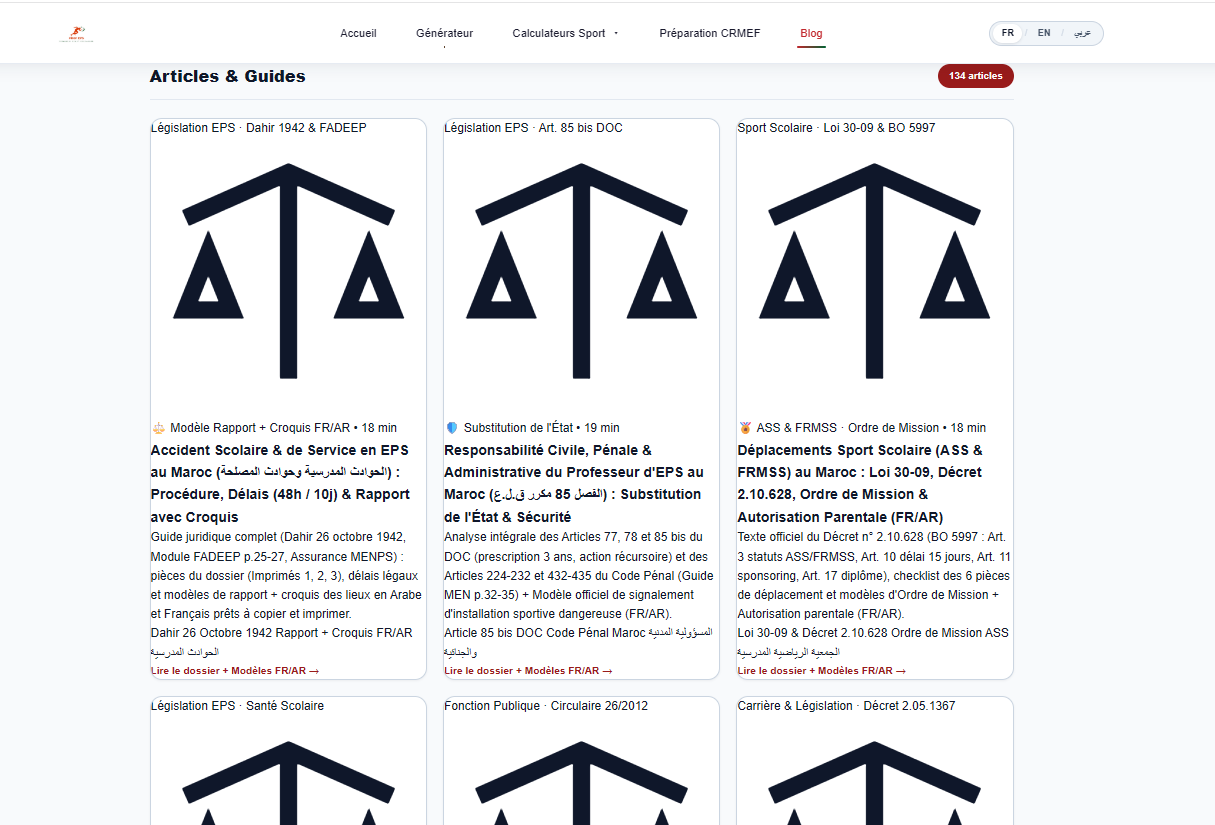 Accueil
Générateur
Calculateurs Sport
Préparation CRMEF
Blog
FR / EN / عربي
Articles & Guides
134 articles
Législation EPS · Dahir 1942 & FADEEP
Modèle Rapport + Croquis FR/AR • 18 min
Accident Scolaire & de Service en EPS
au Maroc (الحوادث المدرسية وحوادث المصلحة) :
Procédure, Délais (48h / 10j) & Rapport
avec Croquis
Guide juridique complet (Dahir 26 octobre 1942,
Module FADEEP p.25-27, Assurance MENPS) :
pièces du dossier (Imprimés 1, 2, 3), délais légaux
et modèles de rapport + croquis des lieux en Arabe
et Français prêts à copier et imprimer.
Dahir 26 Octobre 1942 Rapport + Croquis FR/AR
الحوادث المدرسية
Lire le dossier + Modèles FR/AR →
Législation EPS · Art. 85 bis DOC
Substitution de l'État • 19 min
Responsabilité Civile, Pénale &
Administrative du Professeur d'EPS au
Maroc (الفصل 85 مكرر ق.ل.ع) : Substitution
de l'État & Sécurité
Analyse intégrale des Articles 77, 78 et 85 bis du
DOC (prescription 3 ans, action récursoire) et des
Articles 224-232 et 432-435 du Code Pénal (Guide
MEN p.32-35) + Modèle officiel de signalement
d'installation sportive dangereuse (FR/AR).
Article 85 bis DOC Code Pénal Maroc المسؤولية المدنية
والجنائية
Lire le dossier + Modèles FR/AR →
Sport Scolaire · Loi 30-09 & BO 5997
ASS & FRMSS · Ordre de Mission • 18 min
Déplacements Sport Scolaire (ASS &
FRMSS) au Maroc : Loi 30-09, Décret
2.10.628, Ordre de Mission &
Autorisation Parentale (FR/AR)
Texte officiel du Décret n° 2.10.628 (BO 5997 : Art.
3 statuts ASS/FRMSS, Art. 10 délai 15 jours, Art. 11
sponsoring, Art. 17 diplôme), checklist des 6 pièces
de déplacement et modèles d'Ordre de Mission +
Autorisation parentale (FR/AR).
Loi 30-09 & Décret 2.10.628 Ordre de Mission ASS
الجمعية الرياضية المدرسية
Lire le dossier + Modèles FR/AR →
Législation EPS · Santé Scolaire
Fonction Publique · Circulaire 26/2012
Carrière & Législation · Décret 2.05.1367